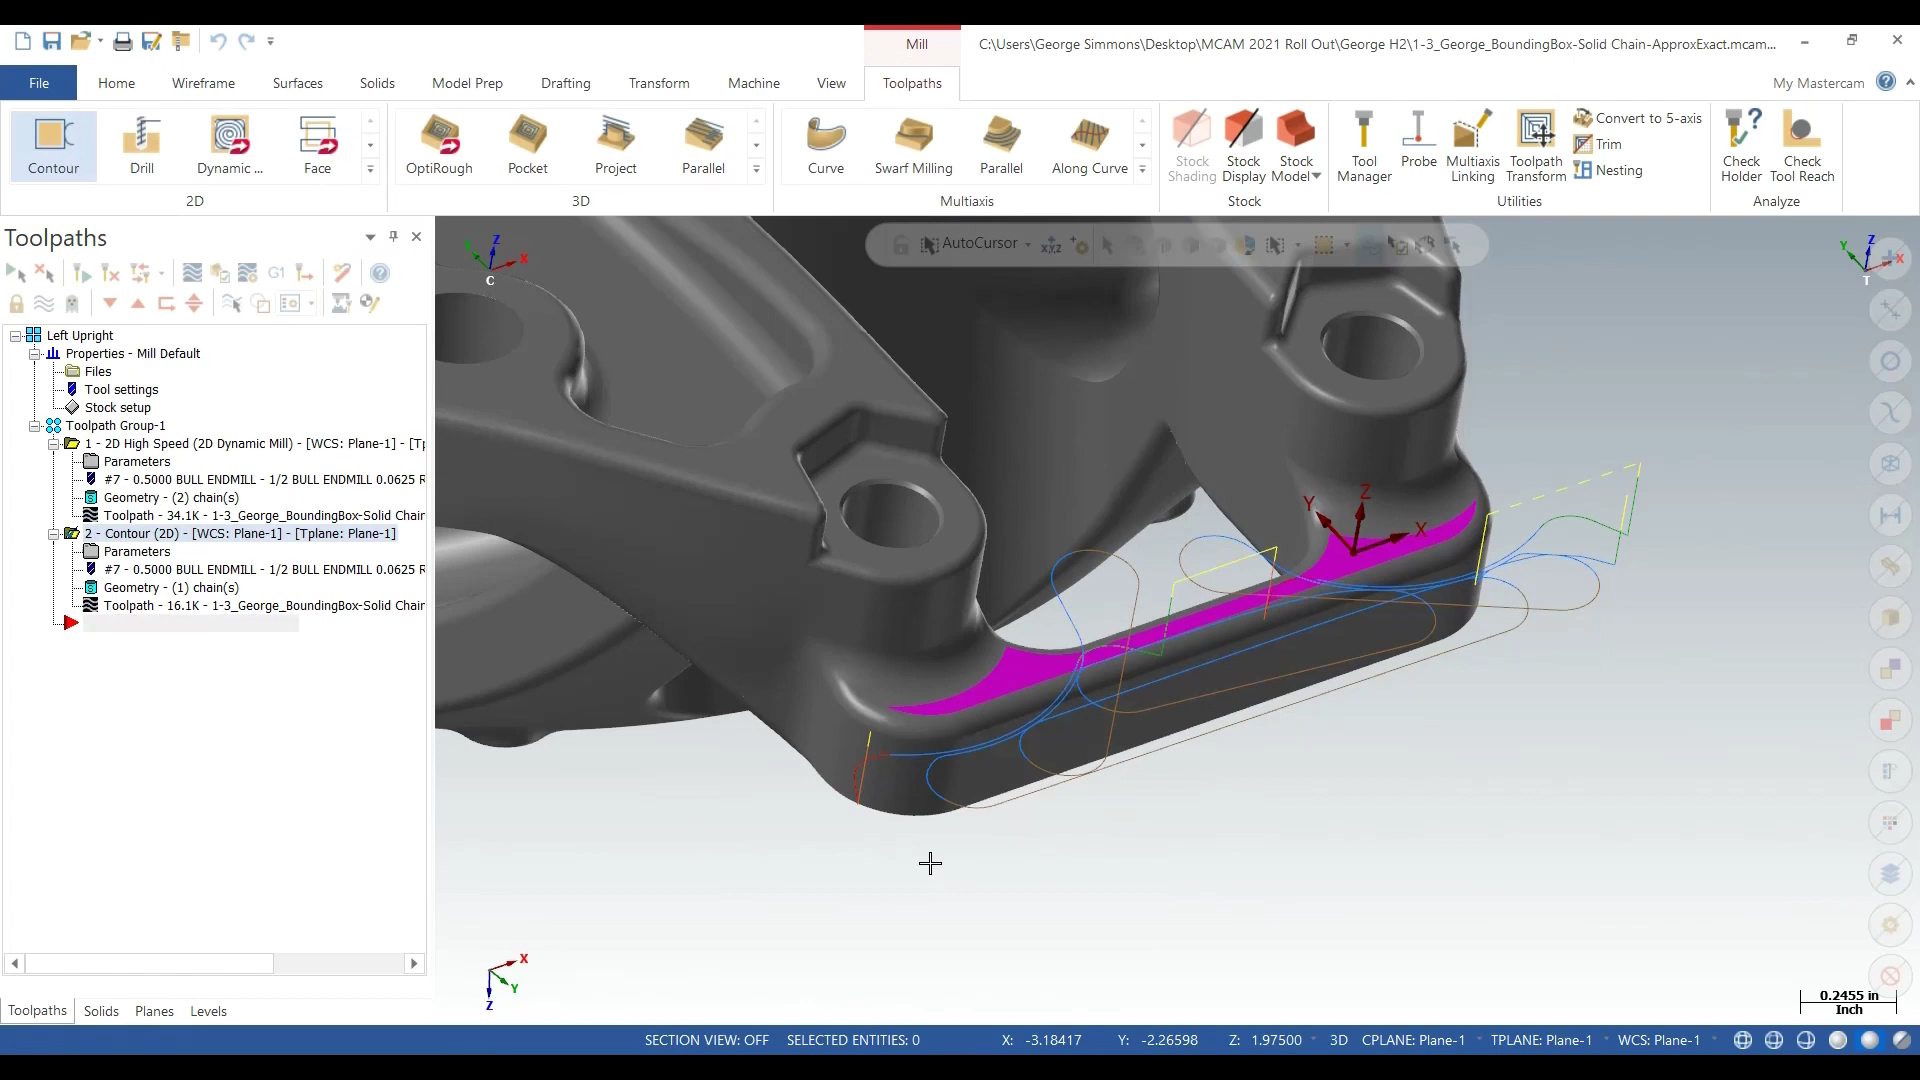 Mill
C:\Users\George Simmons\Desktop\MCAM 2021 Roll Out\George H2\1-3_George_BoundingBox-Solid Chain-ApproxExact.mcam...
File Home Wireframe Surfaces Solids Model Prep Drafting Transform Machine View Toolpaths My Mastercam
Contour Drill Dynamic ... Face
2D
OptiRough Pocket Project Parallel
3D
Curve Swarf Milling Parallel Along Curve
Multiaxis
Stock Shading
Stock Display
Stock Model
Stock
Tool Manager
Probe
Multiaxis Linking
Toolpath Transform
Convert to 5-axis
Trim
Nesting
Utilities
Check Holder
Check Tool Reach
Analyze
Toolpaths
G1
Left Upright
Properties - Mill Default
Files
Tool settings
Stock setup
Toolpath Group-1
1 - 2D High Speed (2D Dynamic Mill) - [WCS: Plane-1] - [Tp
Parameters
#7 - 0.5000 BULL ENDMILL - 1/2 BULL ENDMILL 0.0625 R
Geometry - (2) chain(s)
Toolpath - 34.1K - 1-3_George_BoundingBox-Solid Chain
2 - Contour (2D) - [WCS: Plane-1] - [Tplane: Plane-1]
Parameters
#7 - 0.5000 BULL ENDMILL - 1/2 BULL ENDMILL 0.0625 R
Geometry - (1) chain(s)
Toolpath - 16.1K - 1-3_George_BoundingBox-Solid Chain
Toolpaths Solids Planes Levels
AutoCursor
Y Z X
C
Y Z X
T
Y Z X
X
Y
Z
0.2455 in
Inch
SECTION VIEW: OFF SELECTED ENTITIES: 0 X: -3.18417 Y: -2.26598 Z: 1.97500 3D CPLANE: Plane-1 TPLANE: Plane-1 WCS: Plane-1